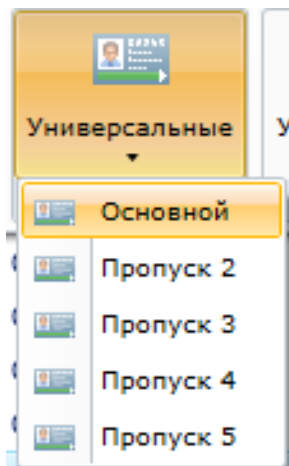 Универсальные
Основной
Пропуск 2
Пропуск 3
Пропуск 4
Пропуск 5